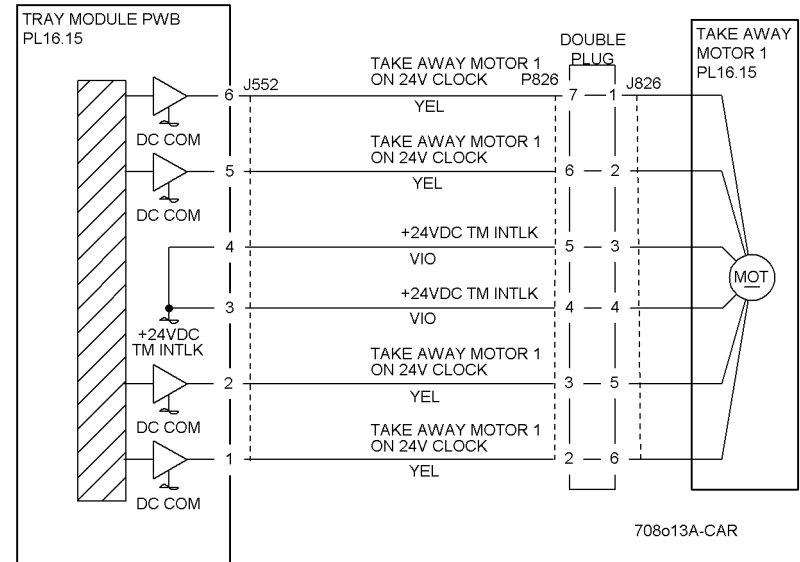 TRAY MODULE PWB
PL16.15
DOUBLE
PLUG
TAKE AWAY
MOTOR 1
PL16.15
TAKE AWAY MOTOR 1
ON 24V CLOCK
6 J552 YEL P826 7 1 J826
DC COM
TAKE AWAY MOTOR 1
ON 24V CLOCK
5 YEL 6 2
DC COM
+24VDC TM INTLK
4 VIO 5 3
MOT
+24VDC TM INTLK
3 VIO 4 4
+24VDC
TM INTLK
TAKE AWAY MOTOR 1
ON 24V CLOCK
2 YEL 3 5
DC COM
TAKE AWAY MOTOR 1
ON 24V CLOCK
1 YEL 2 6
DC COM
708o13A-CAR